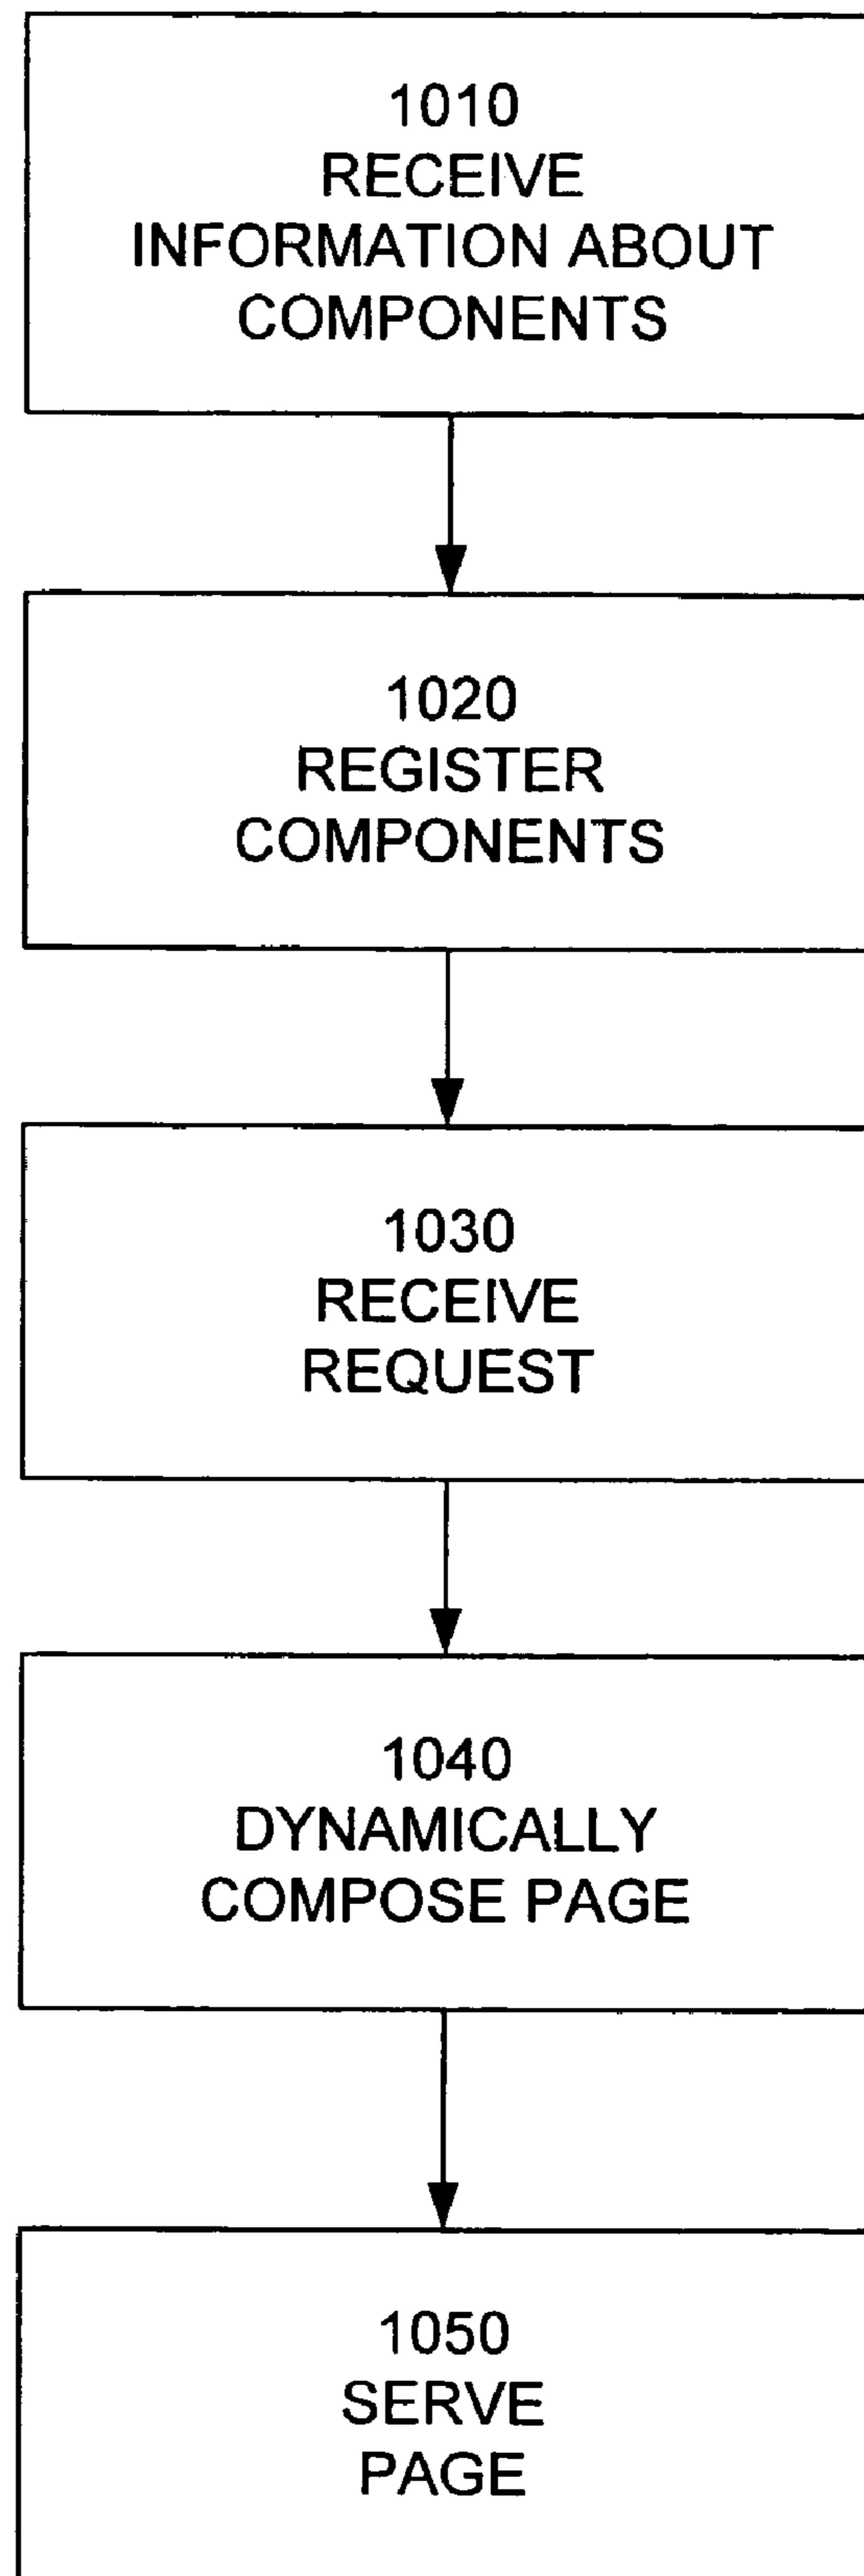 1010
RECEIVE
INFORMATION ABOUT
COMPONENTS
1020
REGISTER
COMPONENTS
1030
RECEIVE
REQUEST
1040
DYNAMICALLY
COMPOSE PAGE
1050
SERVE
PAGE